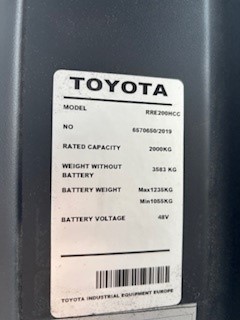 TOYOTA
MODEL RRE200HCC
NO 6570650/2019
RATED CAPACITY 2000KG
WEIGHT WITHOUT 3583 KG
BATTERY
BATTERY WEIGHT Max1235KG
Min1055KG
BATTERY VOLTAGE 48V
TOYOTA INDUSTRIAL EQUIPMENT EUROPE